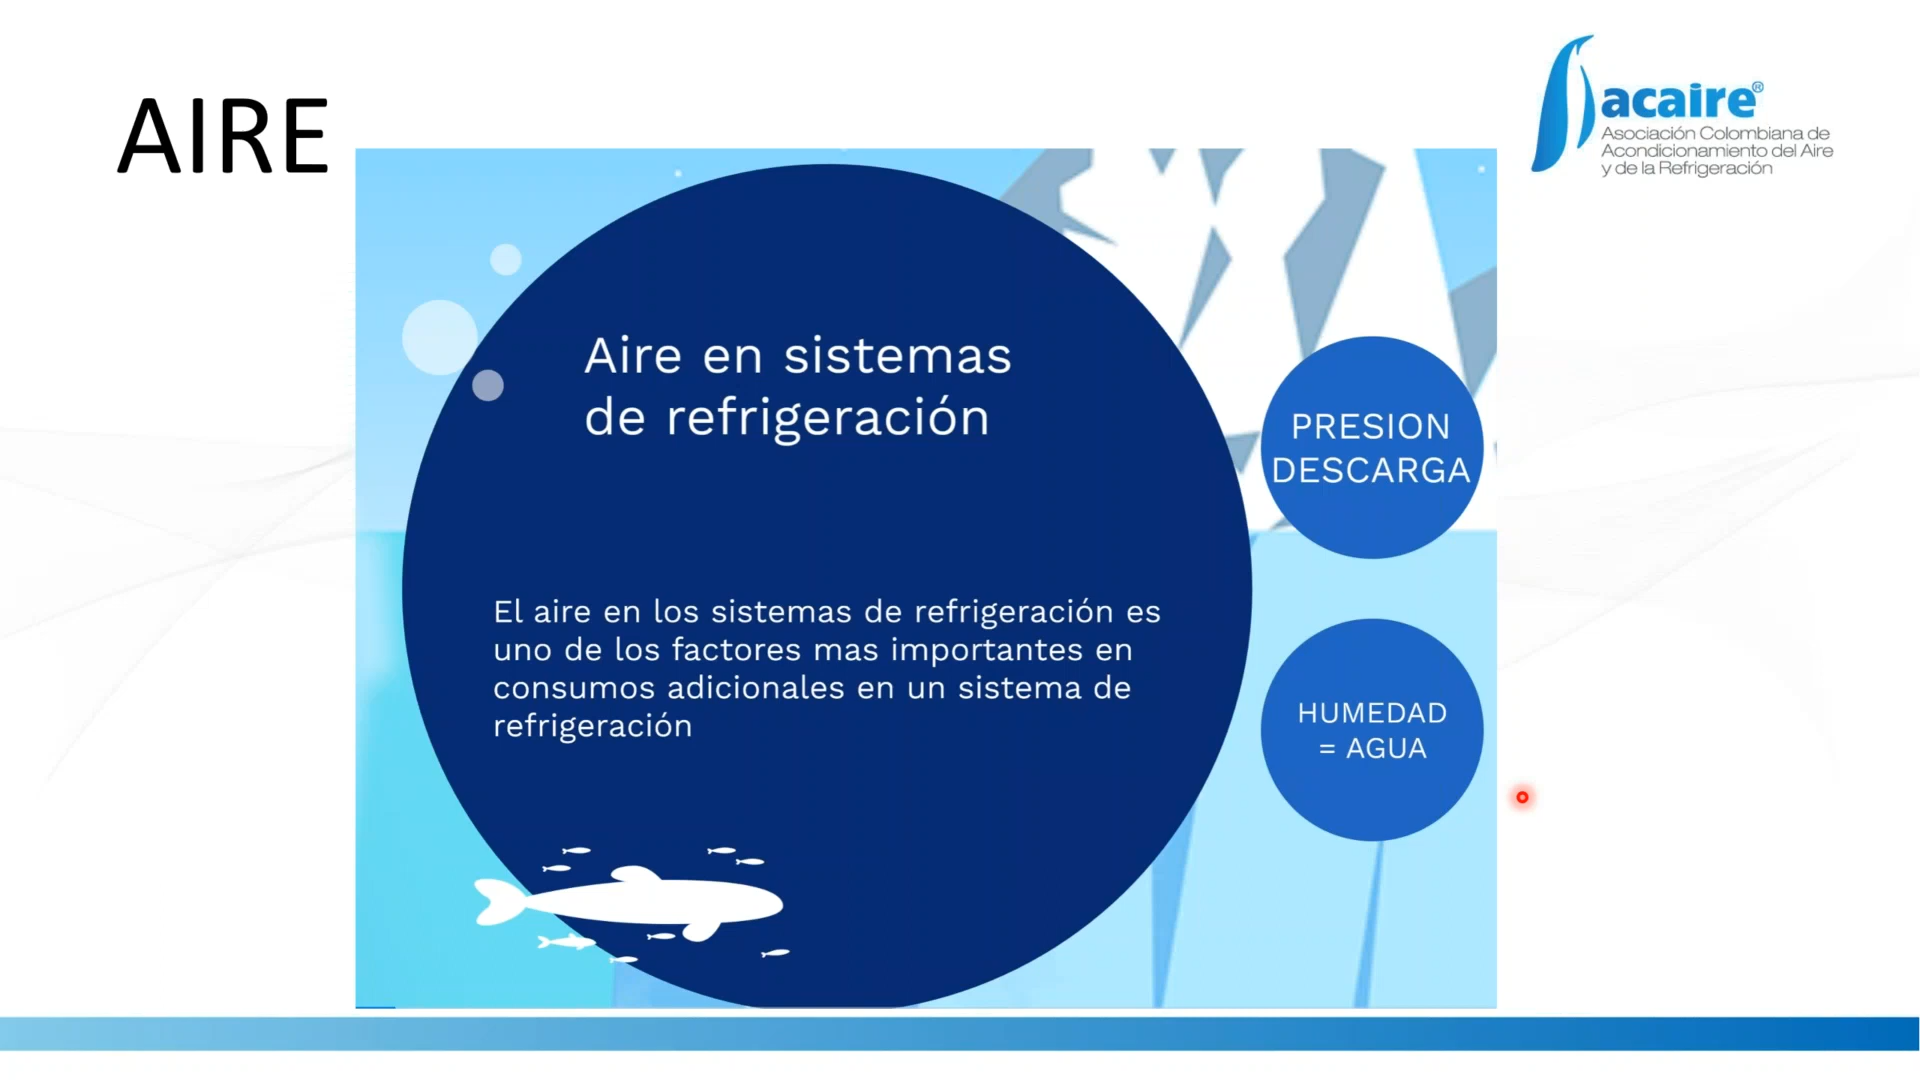 AIRE
acaire®
Asociación Colombiana de
Acondicionamiento del Aire
y de la Refrigeración
Aire en sistemas
de refrigeración
El aire en los sistemas de refrigeración es
uno de los factores mas importantes en
consumos adicionales en un sistema de
refrigeración
PRESION
DESCARGA
HUMEDAD
= AGUA